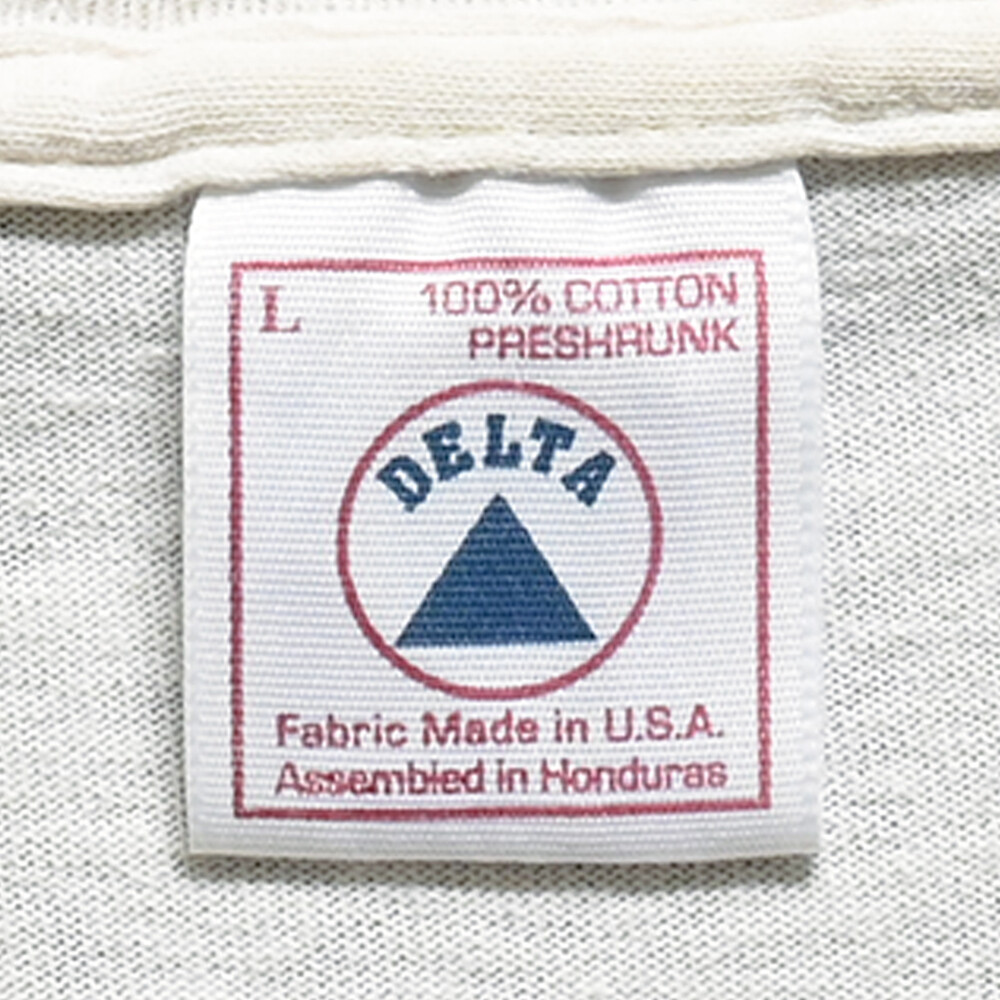 L
100% COTTON
PRESHRUNK
DELTA
Fabric Made in U.S.A.
Assembled in Honduras